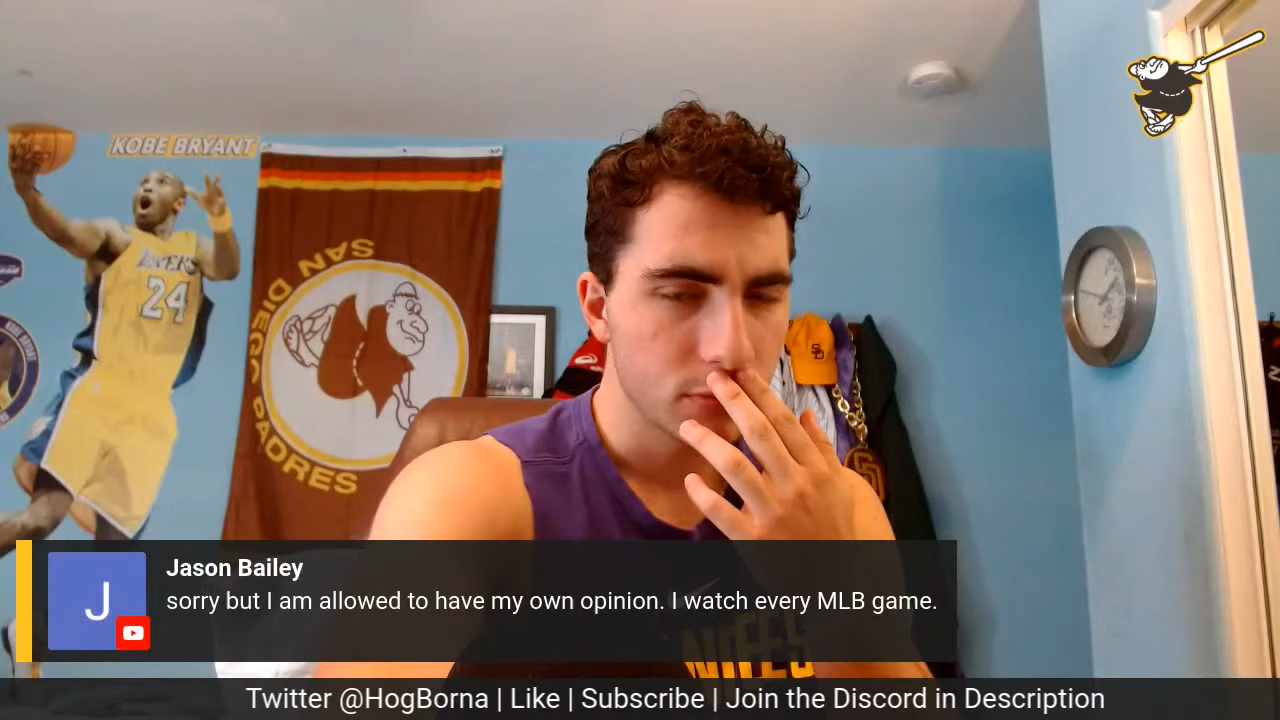 KOBE BRYANT
LAKERS
24
SAN DIEGO PADRES
SD
SD
J
Jason Bailey
sorry but I am allowed to have my own opinion. I watch every MLB game.
Twitter @HogBorna | Like | Subscribe | Join the Discord in Description